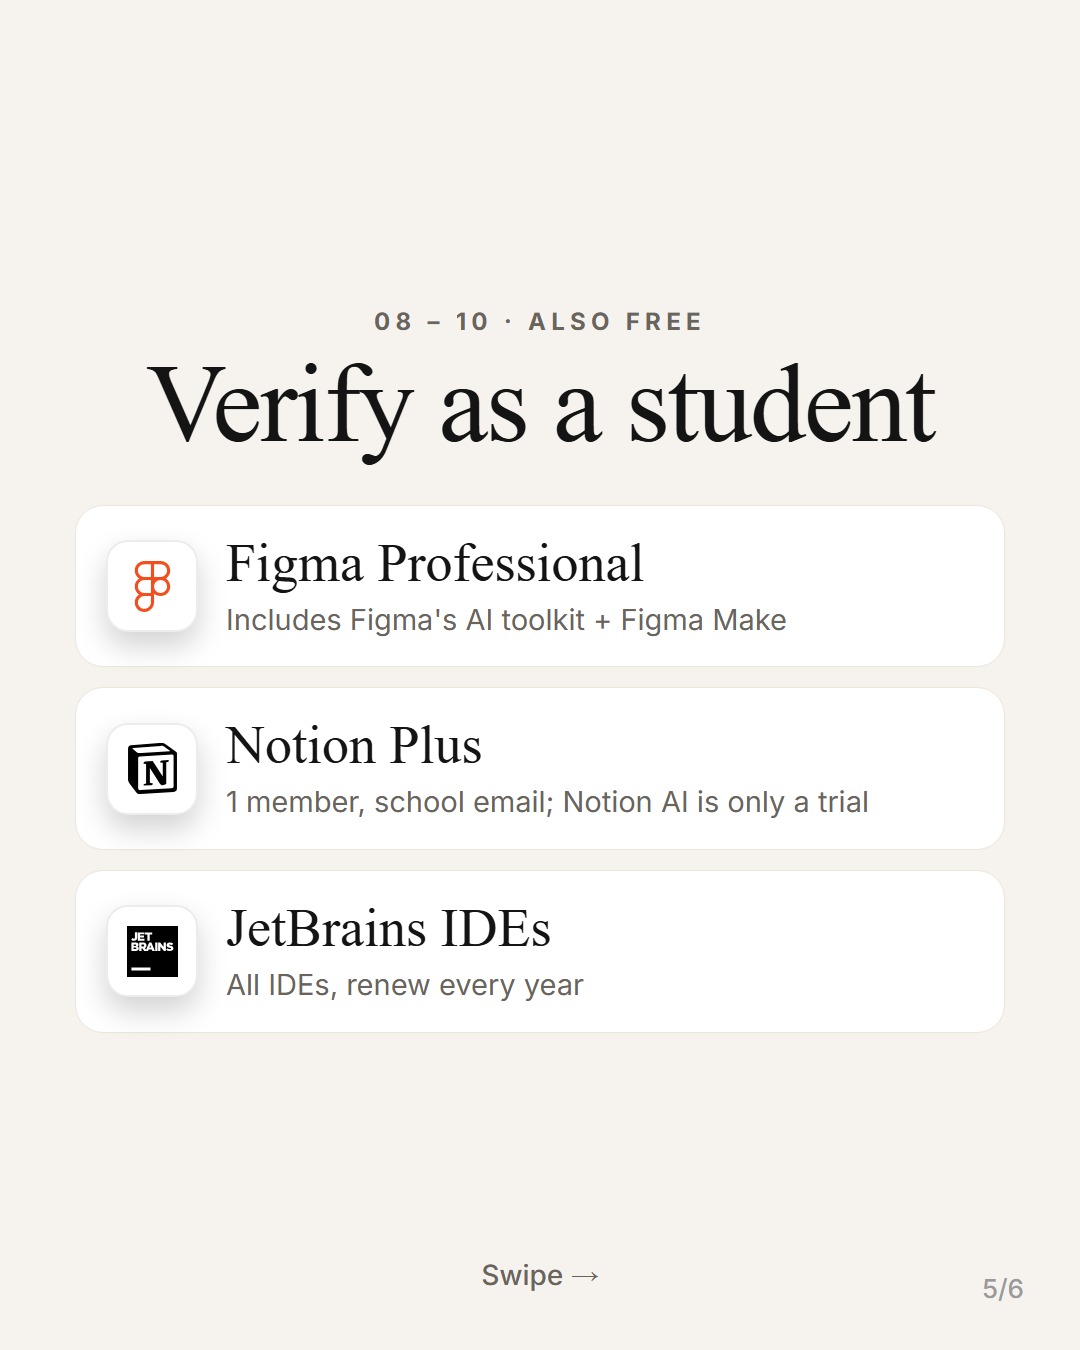 08 – 10 · ALSO FREE
Verify as a student
Figma Professional
Includes Figma's AI toolkit + Figma Make
N
Notion Plus
1 member, school email; Notion AI is only a trial
JET
BRAINS
JetBrains IDEs
All IDEs, renew every year
Swipe →
5/6